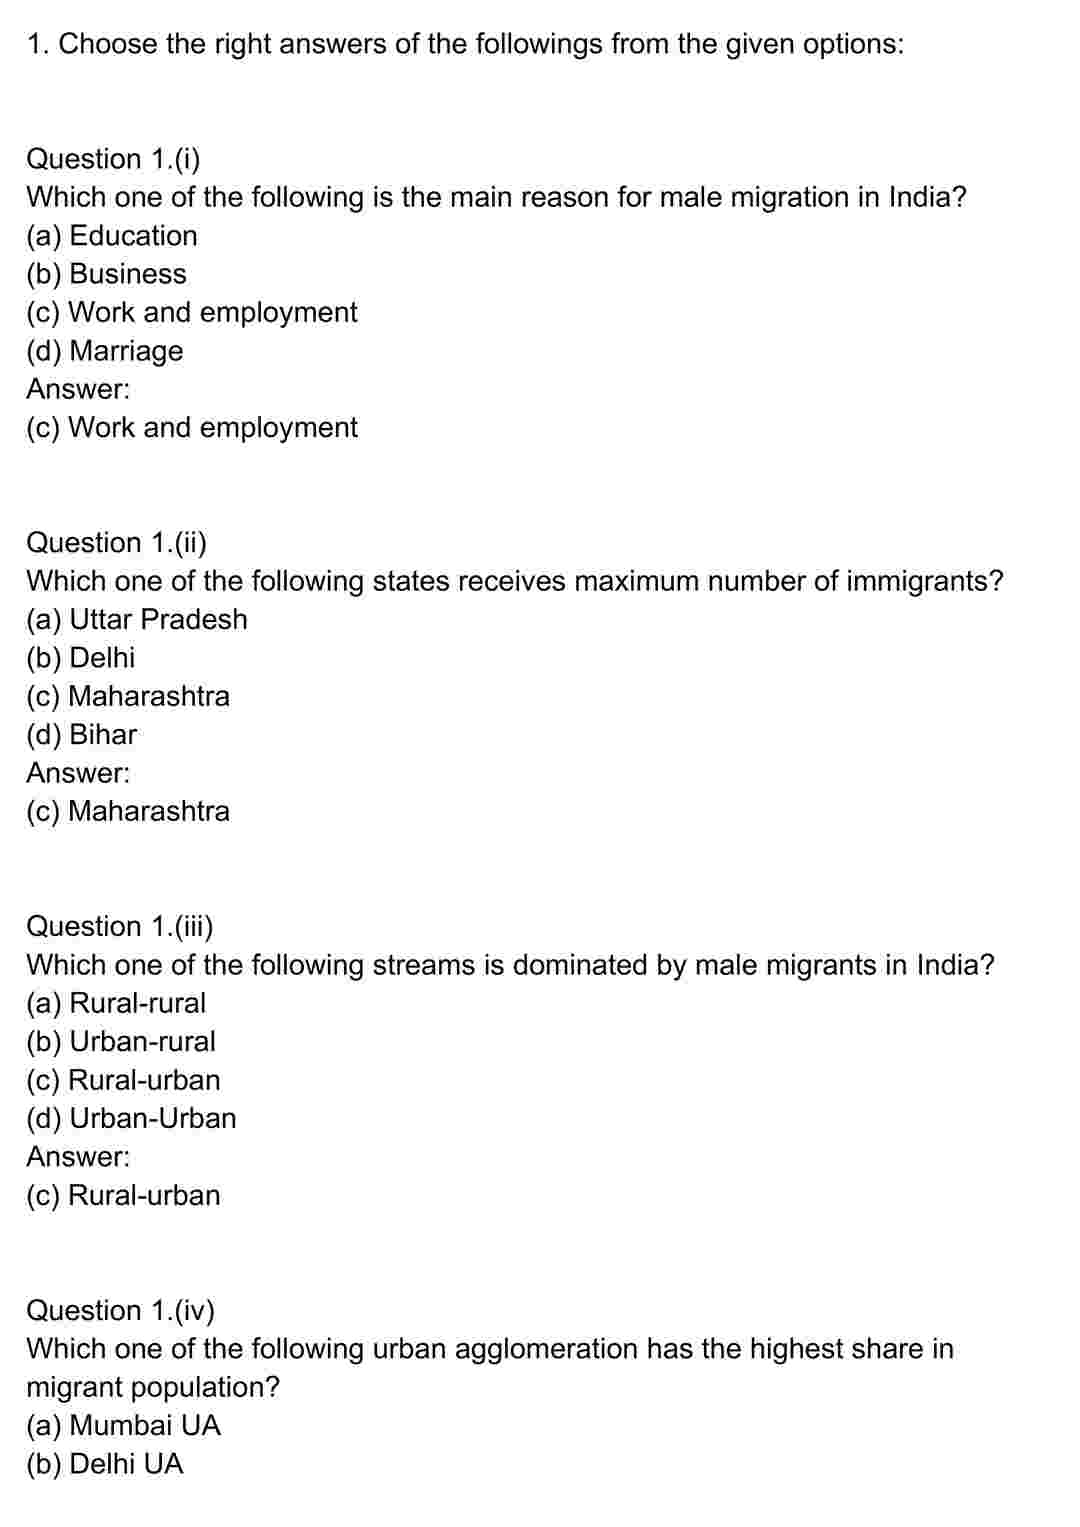 1. Choose the right answers of the followings from the given options:
Question 1.(i)
Which one of the following is the main reason for male migration in India?
(a) Education
(b) Business
(c) Work and employment
(d) Marriage
Answer:
(c) Work and employment
Question 1.(ii)
Which one of the following states receives maximum number of immigrants?
(a) Uttar Pradesh
(b) Delhi
(c) Maharashtra
(d) Bihar
Answer:
(c) Maharashtra
Question 1.(iii)
Which one of the following streams is dominated by male migrants in India?
(a) Rural-rural
(b) Urban-rural
(c) Rural-urban
(d) Urban-Urban
Answer:
(c) Rural-urban
Question 1.(iv)
Which one of the following urban agglomeration has the highest share in
migrant population?
(a) Mumbai UA
(b) Delhi UA